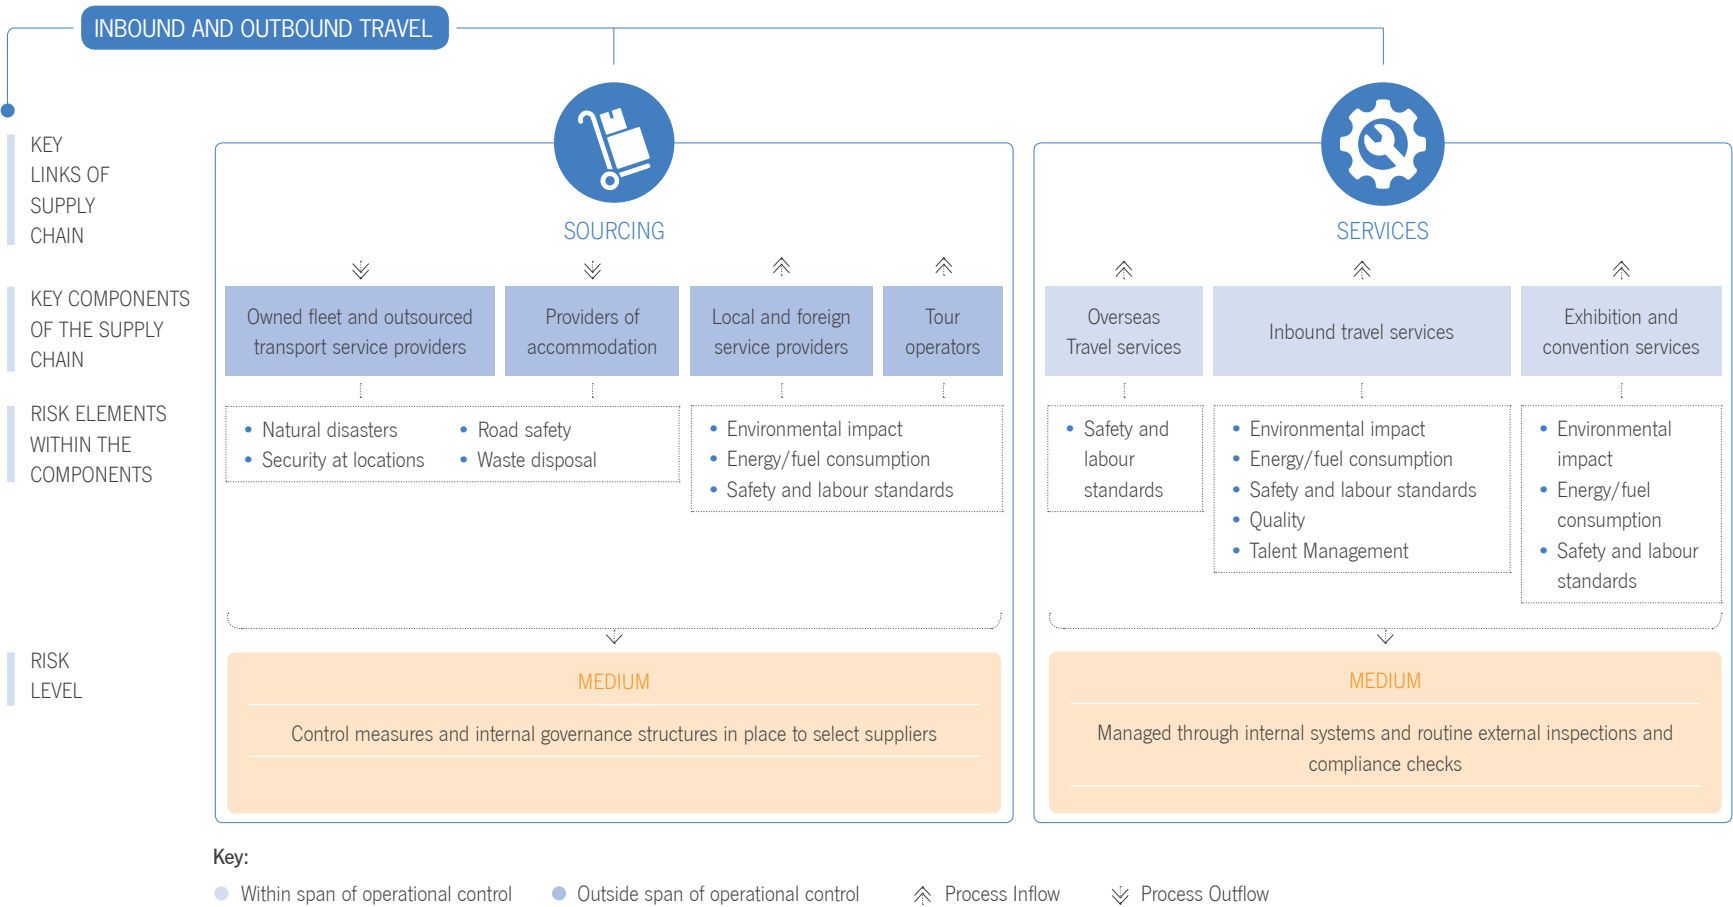 INBOUND AND OUTBOUND TRAVEL
KEY
LINKS OF
SUPPLY
CHAIN
SOURCING
SERVICES
KEY COMPONENTS
OF THE SUPPLY
CHAIN
Owned fleet and outsourced
transport service providers
Providers of
accommodation
Local and foreign
service providers
Tour
operators
Overseas
Travel services
Inbound travel services
Exhibition and
convention services
RISK ELEMENTS
WITHIN THE
COMPONENTS
• Natural disasters
• Security at locations
• Road safety
• Waste disposal
• Environmental impact
• Energy/fuel consumption
• Safety and labour standards
• Safety and
labour
standards
• Environmental impact
• Energy/fuel consumption
• Safety and labour standards
• Quality
• Talent Management
• Environmental
impact
• Energy/fuel
consumption
• Safety and labour
standards
RISK
LEVEL
MEDIUM
Control measures and internal governance structures in place to select suppliers
MEDIUM
Managed through internal systems and routine external inspections and
compliance checks
Key:
Within span of operational control
Outside span of operational control
Process Inflow
Process Outflow